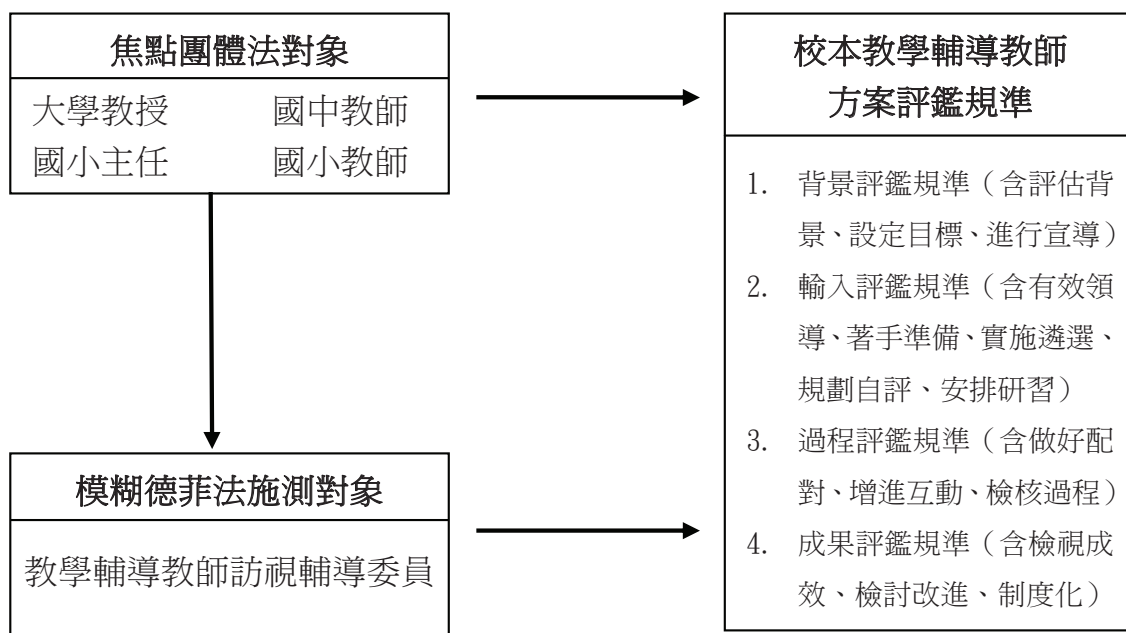 焦點團體法對象
大學教授 國中教師
國小主任 國小教師
模糊德菲法施測對象
教學輔導教師訪視輔導委員
校本教學輔導教師
方案評鑑規準
1. 背景評鑑規準（含評估背
景、設定目標、進行宣導）
2. 輸入評鑑規準（含有效領
導、著手準備、實施遴選、
規劃自評、安排研習）
3. 過程評鑑規準（含做好配
對、增進互動、檢核過程）
4. 成果評鑑規準（含檢視成
效、檢討改進、制度化）